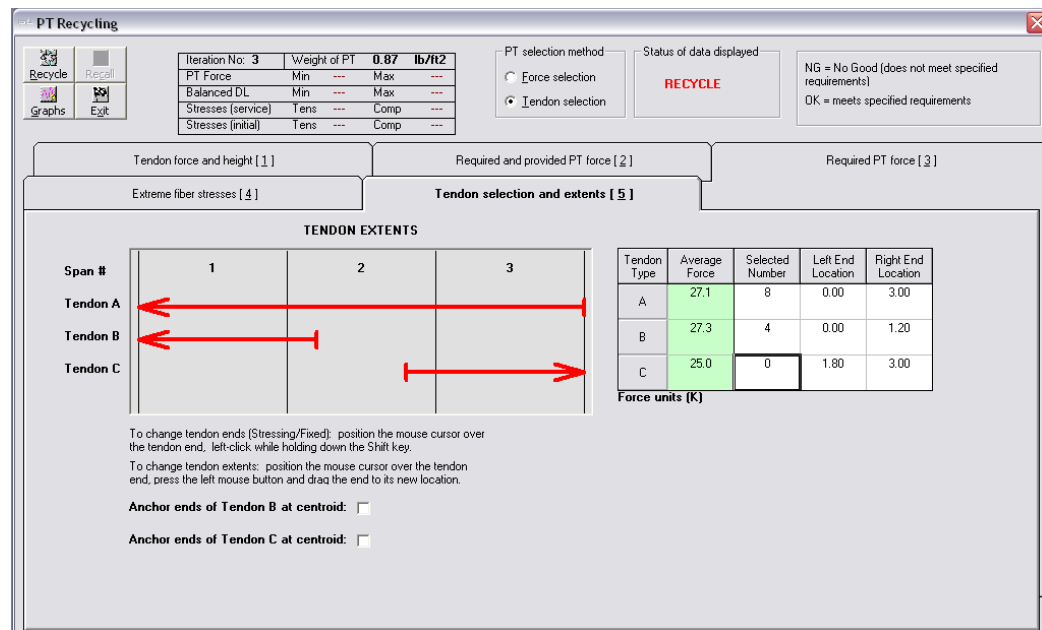 PT Recycling
Recycle Recall
Graphs Exit
Iteration No: 3 Weight of PT 0.87 lb/ft2
PT Force Min --- Max ---
Balanced DL Min --- Max ---
Stresses (service) Tens --- Comp ---
Stresses (initial) Tens --- Comp ---
PT selection method
Force selection
Tendon selection
Status of data displayed
RECYCLE
NG = No Good (does not meet specified
requirements)
OK = meets specified requirements
Tendon force and height [ 1 ]
Required and provided PT force [ 2 ]
Required PT force [ 3 ]
Extreme fiber stresses [ 4 ]
Tendon selection and extents [ 5 ]
TENDON EXTENTS
Span # 1 2 3
Tendon A
Tendon B
Tendon C
Tendon Type Average Force Selected Number Left End Location Right End Location
A 27.1 8 0.00 3.00
B 27.3 4 0.00 1.20
C 25.0 0 1.80 3.00
Force units (K)
To change tendon ends (Stressing/Fixed): position the mouse cursor over
the tendon end, left-click while holding down the Shift key.
To change tendon extents: position the mouse cursor over the tendon
end, press the left mouse button and drag the end to its new location.
Anchor ends of Tendon B at centroid:
Anchor ends of Tendon C at centroid: